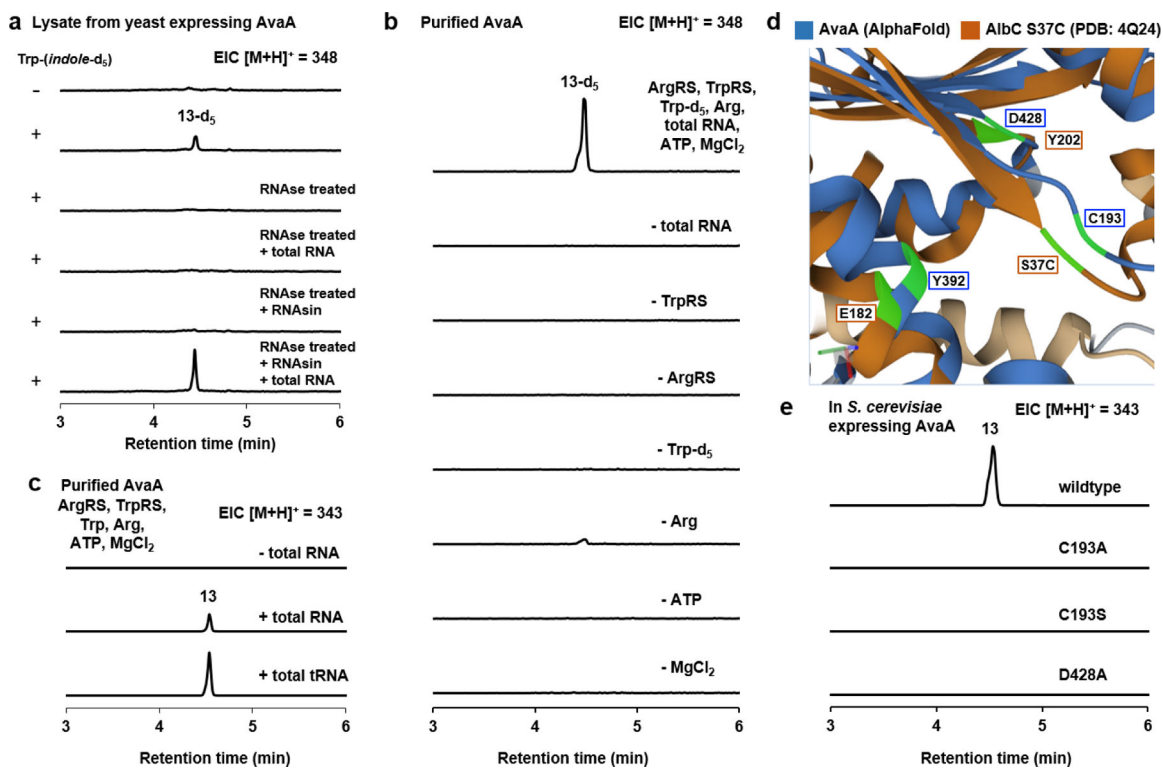 a Lysate from yeast expressing AvaA
Trp-(indole-d₅)
EIC [M+H]⁺ = 348
−
+
13-d₅
+
RNAse treated
+
RNAse treated
+ total RNA
+
RNAse treated
+ RNAsin
+
RNAse treated
+ RNAsin
+ total RNA
3 4 5 6
Retention time (min)
b Purified AvaA
EIC [M+H]⁺ = 348
13-d₅
ArgRS, TrpRS,
Trp-d₅, Arg,
total RNA,
ATP, MgCl₂
- total RNA
- TrpRS
- ArgRS
- Trp-d₅
- Arg
- ATP
- MgCl₂
3 4 5 6
Retention time (min)
c Purified AvaA
ArgRS, TrpRS,
Trp, Arg,
ATP, MgCl₂
EIC [M+H]⁺ = 343
- total RNA
13
+ total RNA
+ total tRNA
3 4 5 6
Retention time (min)
d AvaA (AlphaFold) AlbC S37C (PDB: 4Q24)
D428
Y202
C193
S37C
Y392
E182
e In S. cerevisiae
expressing AvaA
EIC [M+H]⁺ = 343
13
wildtype
C193A
C193S
D428A
3 4 5 6
Retention time (min)